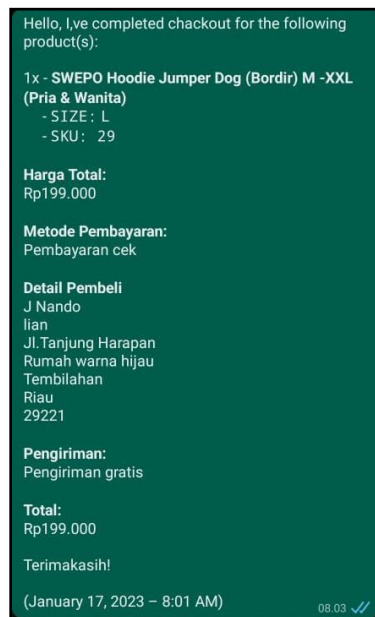 Hello, I,ve completed chackout for the following
product(s):
1x - SWEPO Hoodie Jumper Dog (Bordir) M -XXL
(Pria & Wanita)
- SIZE: L
- SKU: 29
Harga Total:
Rp199.000
Metode Pembayaran:
Pembayaran cek
Detail Pembeli
J Nando
lian
Jl.Tanjung Harapan
Rumah warna hijau
Tembilahan
Riau
29221
Pengiriman:
Pengiriman gratis
Total:
Rp199.000
Terimakasih!
(January 17, 2023 – 8:01 AM)
08.03